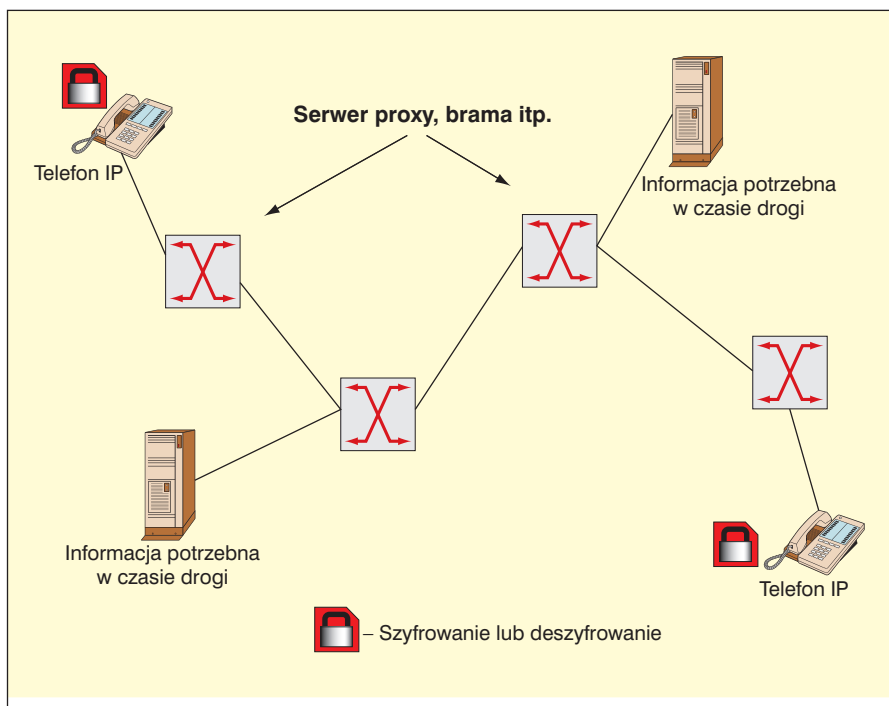 Serwer proxy, brama itp.
Telefon IP
Informacja potrzebna
w czasie drogi
Informacja potrzebna
w czasie drogi
Telefon IP
– Szyfrowanie lub deszyfrowanie